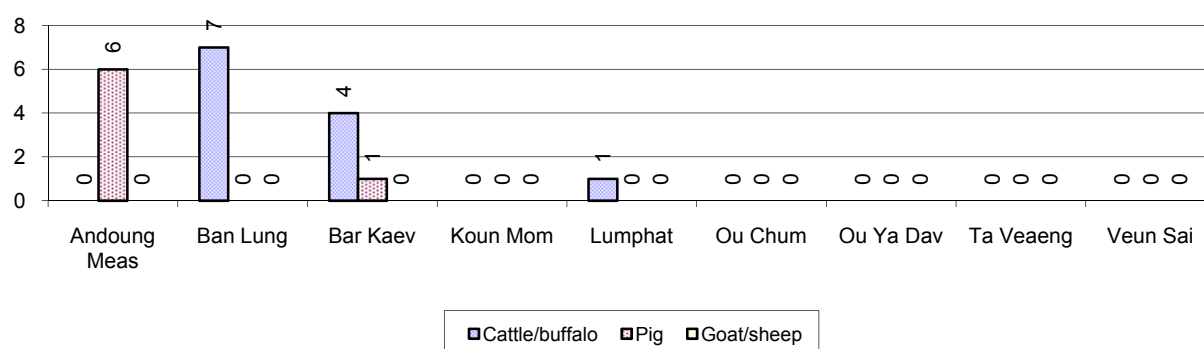 8
6
4
2
0
0 6 0
7 0 0
4 1 0
0 0 0
1 0 0
0 0 0
0 0 0
0 0 0
0 0 0
Andoung Meas
Ban Lung
Bar Kaev
Koun Mom
Lumphat
Ou Chum
Ou Ya Dav
Ta Veaeng
Veun Sai
Cattle/buffalo Pig Goat/sheep